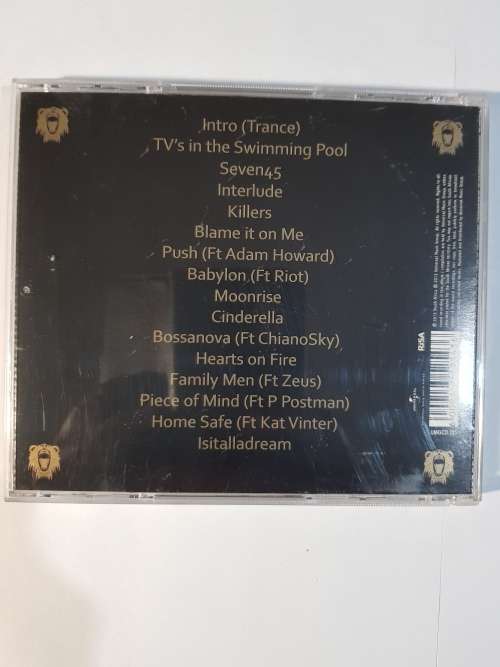 Intro (Trance)
TV's in the Swimming Pool
Seven45
Interlude
Killers
Blame it on Me
Push (Ft Adam Howard)
Babylon (Ft Riot)
Moonrise
Cinderella
Bossanova (Ft ChianoSky)
Hearts on Fire
Family Men (Ft Zeus)
Piece of Mind (Ft P Postman)
Home Safe (Ft Kat Vinter)
Isitalladream
RiSA